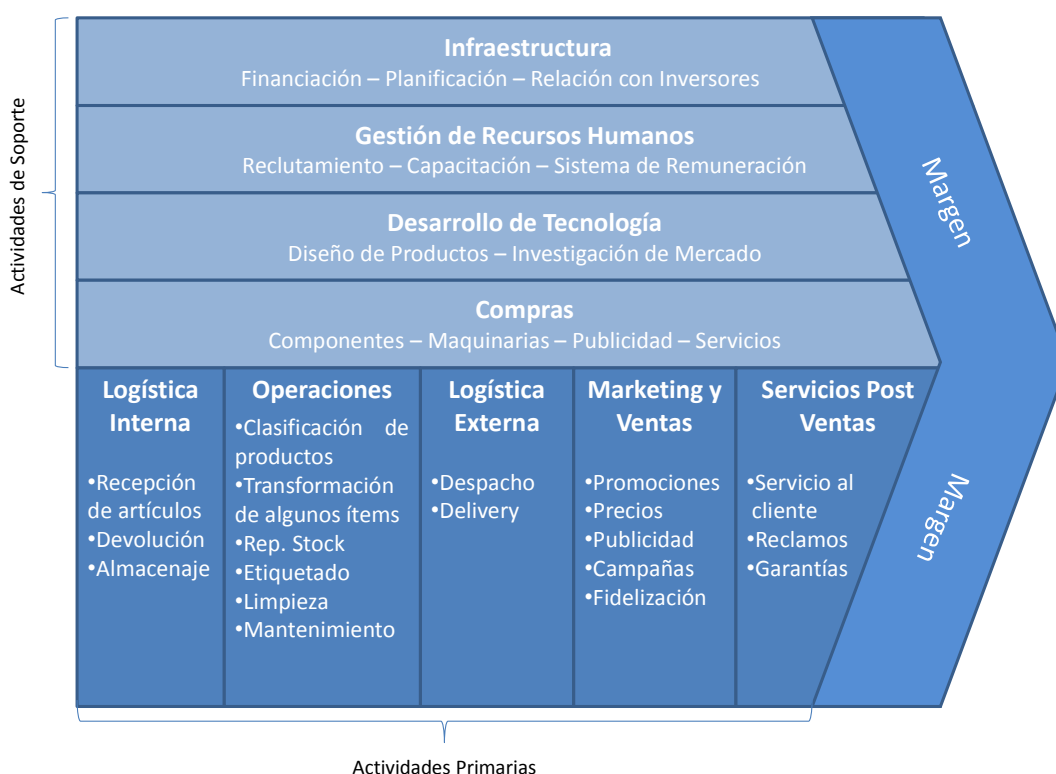 Actividades de Soporte
Infraestructura
Financiación – Planificación – Relación con Inversores
Gestión de Recursos Humanos
Reclutamiento – Capacitación – Sistema de Remuneración
Desarrollo de Tecnología
Diseño de Productos – Investigación de Mercado
Compras
Componentes – Maquinarias – Publicidad – Servicios
Margen
Margen
Logística
Interna
•Recepción
de artículos
•Devolución
•Almacenaje
Operaciones
•Clasificación de
productos
•Transformación
de algunos ítems
•Rep. Stock
•Etiquetado
•Limpieza
•Mantenimiento
Logística
Externa
•Despacho
•Delivery
Marketing y
Ventas
•Promociones
•Precios
•Publicidad
•Campañas
•Fidelización
Servicios Post
Ventas
•Servicio al
cliente
•Reclamos
•Garantías
Actividades Primarias